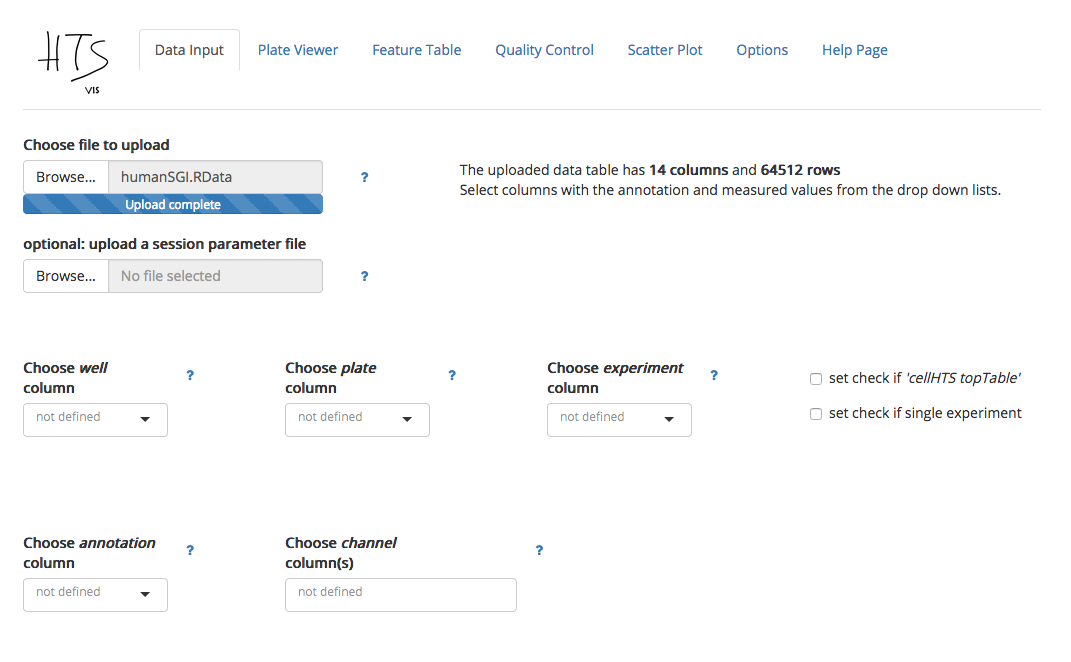 HTS
VIS
Data Input Plate Viewer Feature Table Quality Control Scatter Plot Options Help Page
Choose file to upload
Browse... humanSGI.RData ?
Upload complete
The uploaded data table has 14 columns and 64512 rows
Select columns with the annotation and measured values from the drop down lists.
optional: upload a session parameter file
Browse... No file selected ?
Choose well column ?
not defined
Choose plate column ?
not defined
Choose experiment column ?
not defined
set check if 'cellHTS topTable'
set check if single experiment
Choose annotation column ?
not defined
Choose channel column(s) ?
not defined